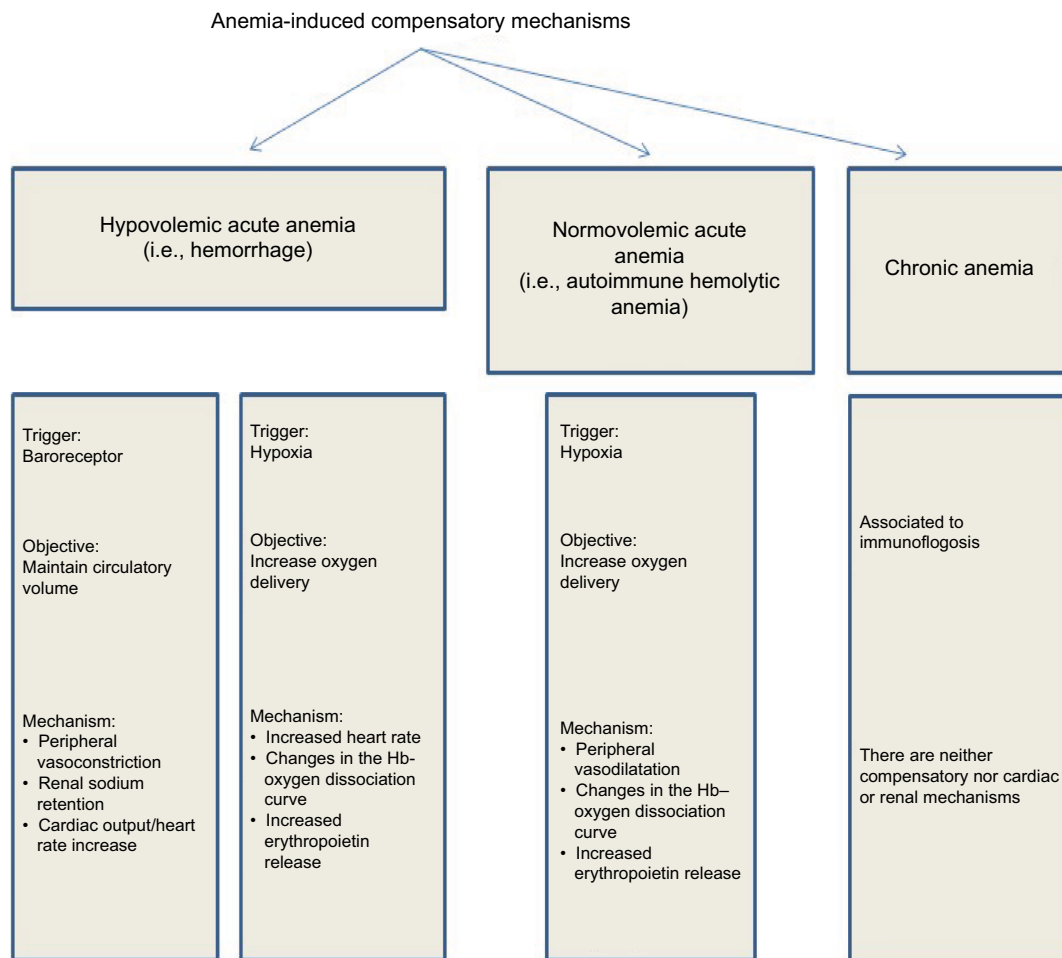 Anemia-induced compensatory mechanisms
Hypovolemic acute anemia
(i.e., hemorrhage)
Normovolemic acute
anemia
(i.e., autoimmune hemolytic
anemia)
Chronic anemia
Trigger:
Baroreceptor
Objective:
Maintain circulatory
volume
Mechanism:
• Peripheral
vasoconstriction
• Renal sodium
retention
• Cardiac output/heart
rate increase
Trigger:
Hypoxia
Objective:
Increase oxygen
delivery
Mechanism:
• Increased heart rate
• Changes in the Hb-
oxygen dissociation
curve
• Increased
erythropoietin
release
Trigger:
Hypoxia
Objective:
Increase oxygen
delivery
Mechanism:
• Peripheral
vasodilatation
• Changes in the Hb–
oxygen dissociation
curve
• Increased
erythropoietin release
Associated to
immunoflogosis
There are neither
compensatory nor cardiac
or renal mechanisms